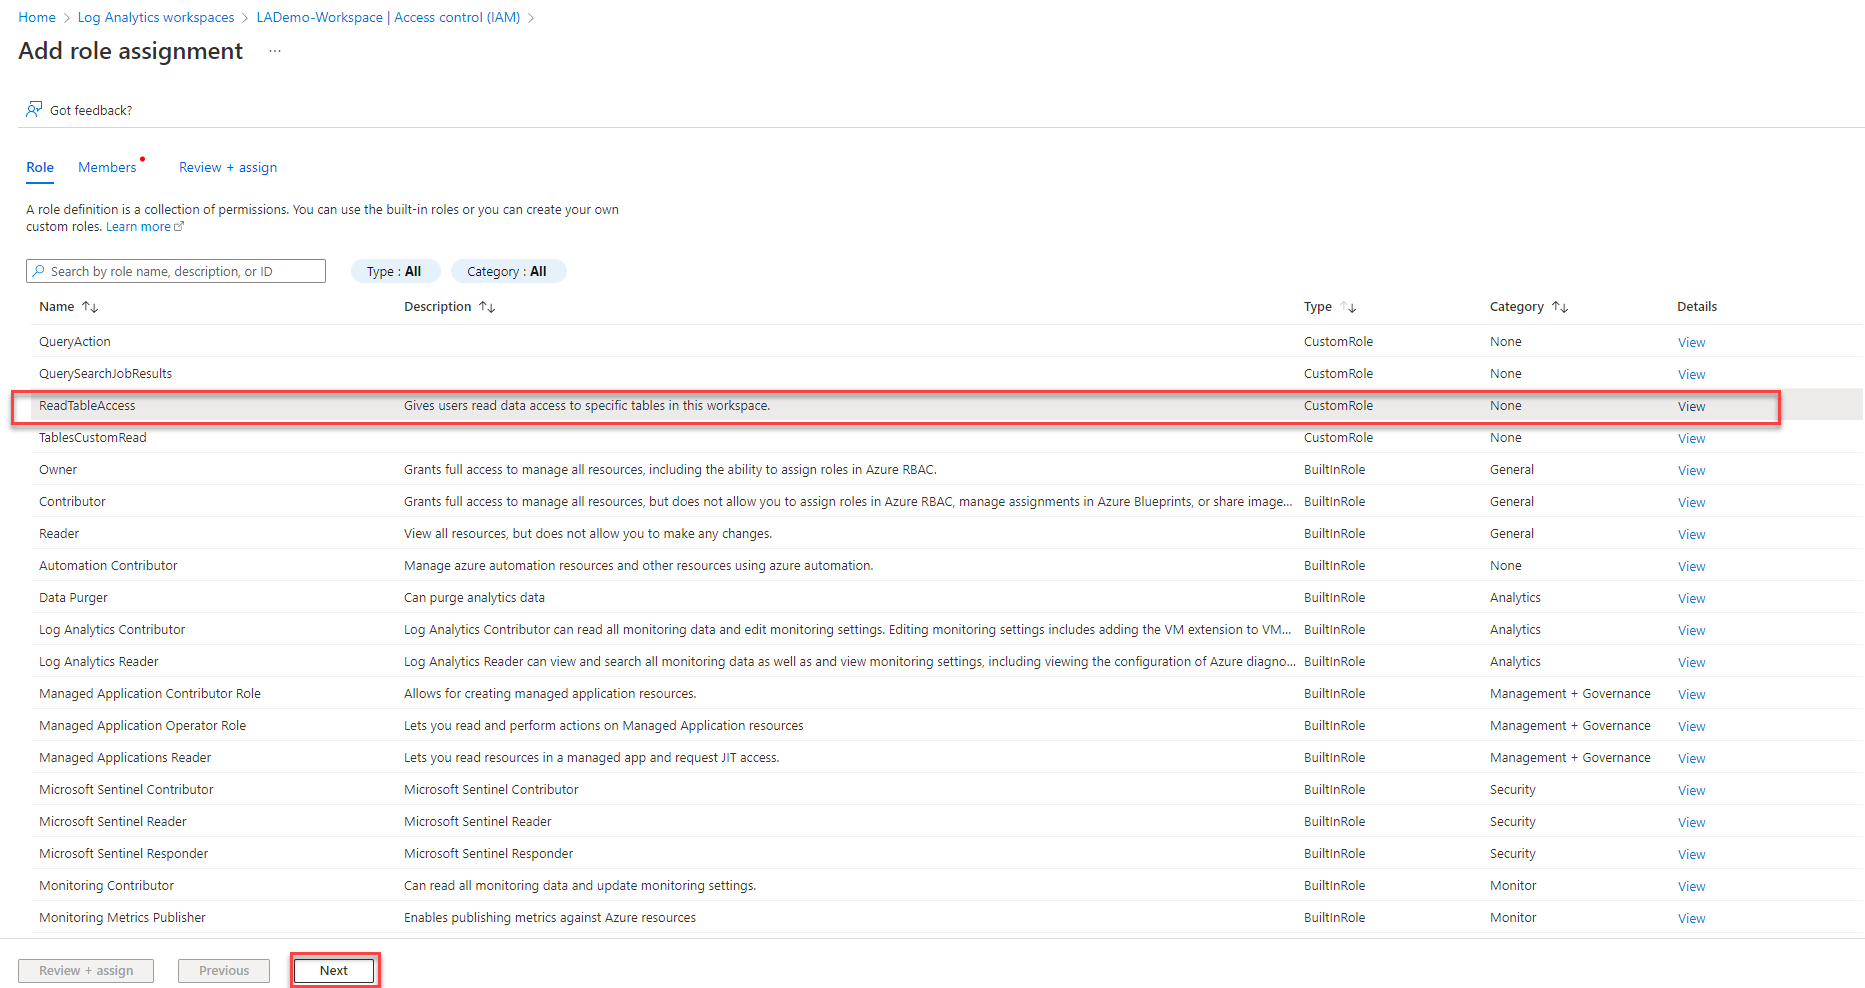 Home > Log Analytics workspaces > LADemo-Workspace | Access control (IAM) >
Add role assignment ...
Got feedback?
Role Members Review + assign
A role definition is a collection of permissions. You can use the built-in roles or you can create your own
custom roles. Learn more
Search by role name, description, or ID Type : All Category : All
Name Description Type Category Details
QueryAction CustomRole None View
QuerySearchJobResults CustomRole None View
ReadTableAccess Gives users read data access to specific tables in this workspace. CustomRole None View
TablesCustomRead CustomRole None View
Owner Grants full access to manage all resources, including the ability to assign roles in Azure RBAC. BuiltInRole General View
Contributor Grants full access to manage all resources, but does not allow you to assign roles in Azure RBAC, manage assignments in Azure Blueprints, or share image... BuiltInRole General View
Reader View all resources, but does not allow you to make any changes. BuiltInRole General View
Automation Contributor Manage azure automation resources and other resources using azure automation. BuiltInRole None View
Data Purger Can purge analytics data BuiltInRole Analytics View
Log Analytics Contributor Log Analytics Contributor can read all monitoring data and edit monitoring settings. Editing monitoring settings includes adding the VM extension to VM... BuiltInRole Analytics View
Log Analytics Reader Log Analytics Reader can view and search all monitoring data as well as and view monitoring settings, including viewing the configuration of Azure diagno... BuiltInRole Analytics View
Managed Application Contributor Role Allows for creating managed application resources. BuiltInRole Management + Governance View
Managed Application Operator Role Lets you read and perform actions on Managed Application resources BuiltInRole Management + Governance View
Managed Applications Reader Lets you read resources in a managed app and request JIT access. BuiltInRole Management + Governance View
Microsoft Sentinel Contributor Microsoft Sentinel Contributor BuiltInRole Security View
Microsoft Sentinel Reader Microsoft Sentinel Reader BuiltInRole Security View
Microsoft Sentinel Responder Microsoft Sentinel Responder BuiltInRole Security View
Monitoring Contributor Can read all monitoring data and update monitoring settings. BuiltInRole Monitor View
Monitoring Metrics Publisher Enables publishing metrics against Azure resources BuiltInRole Monitor View
Review + assign Previous Next